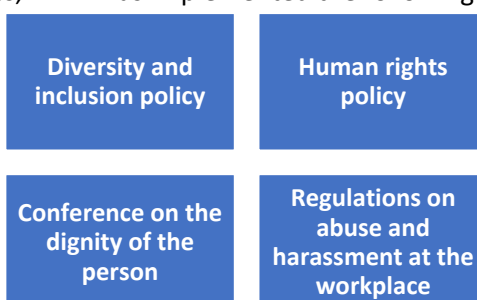 Diversity and
inclusion policy
Human rights
policy
Conference on the
dignity of the
person
Regulations on
abuse and
harassment at the
workplace